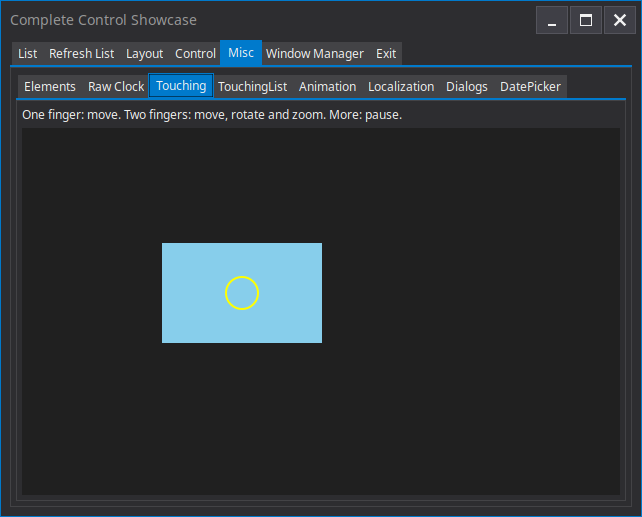 Complete Control Showcase
List Refresh List Layout Control Misc Window Manager Exit
Elements Raw Clock Touching TouchingList Animation Localization Dialogs DatePicker
One finger: move. Two fingers: move, rotate and zoom. More: pause.